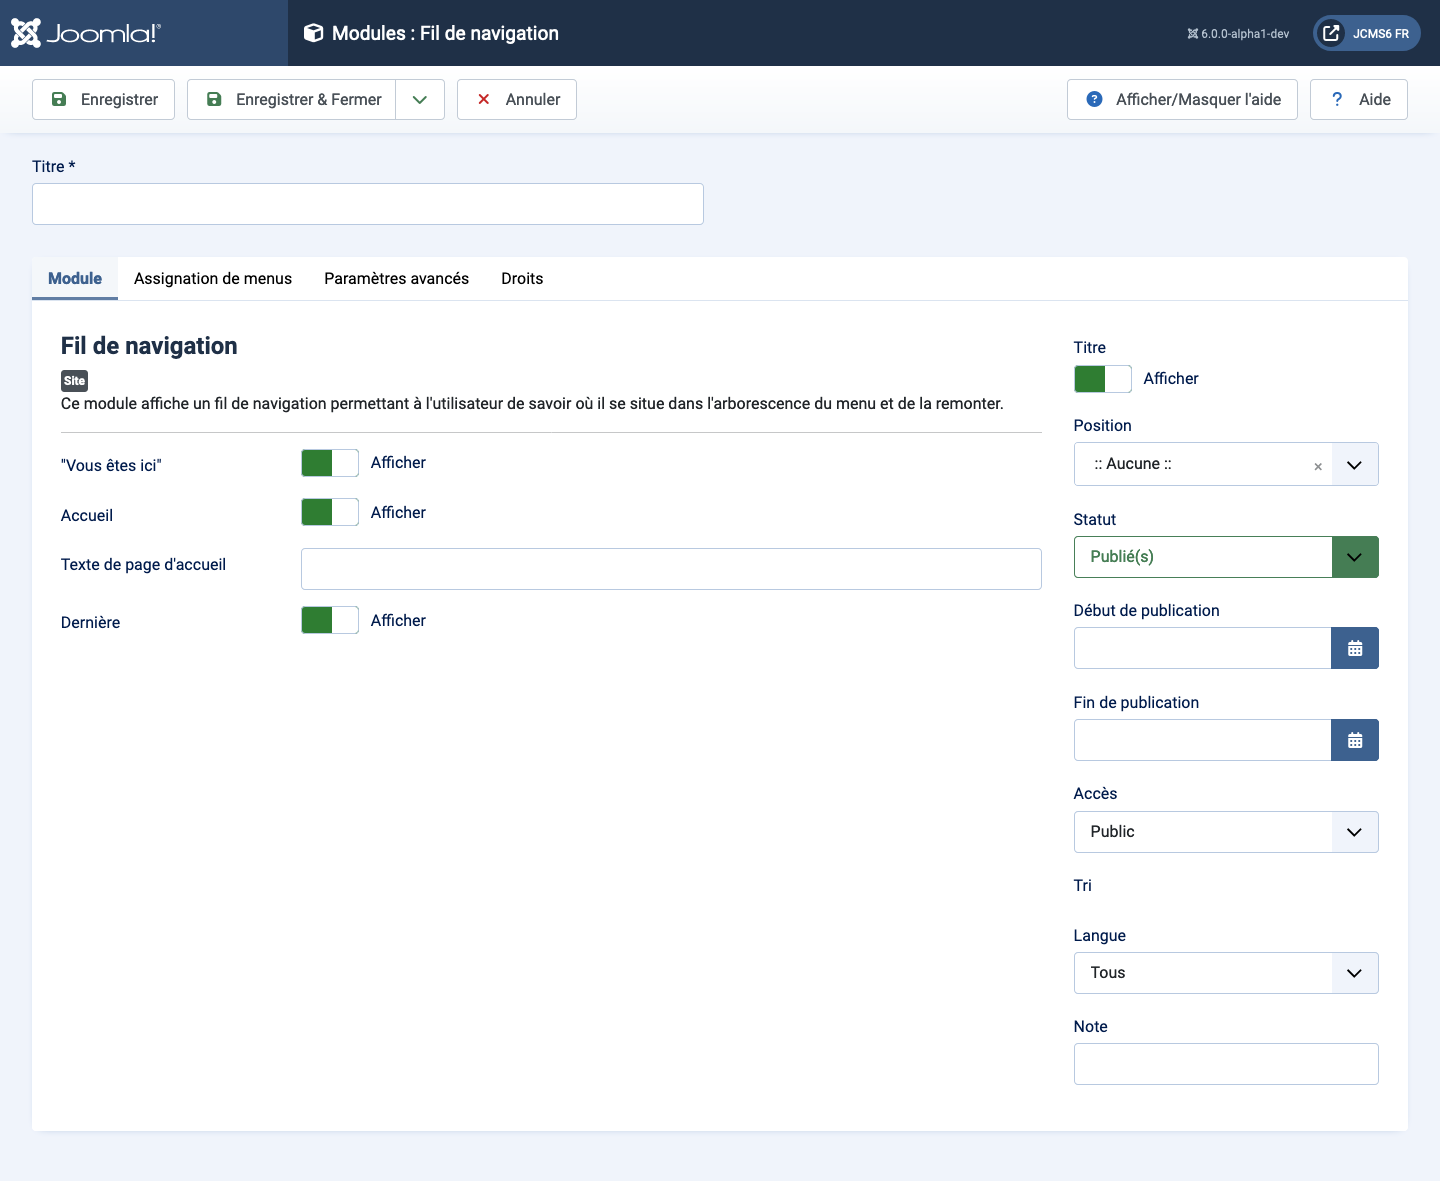 Joomla!®
Modules : Fil de navigation
6.0.0-alpha1-dev
JCMS6 FR
Enregistrer
Enregistrer & Fermer
Annuler
Afficher/Masquer l'aide
? Aide
Titre *
Module
Assignation de menus
Paramètres avancés
Droits
Fil de navigation
Site
Ce module affiche un fil de navigation permettant à l'utilisateur de savoir où il se situe dans l'arborescence du menu et de la remonter.
"Vous êtes ici"
Afficher
Accueil
Afficher
Texte de page d'accueil
Dernière
Afficher
Titre
Afficher
Position
:: Aucune ::
×
Statut
Publié(s)
Début de publication
Fin de publication
Accès
Public
Tri
Langue
Tous
Note